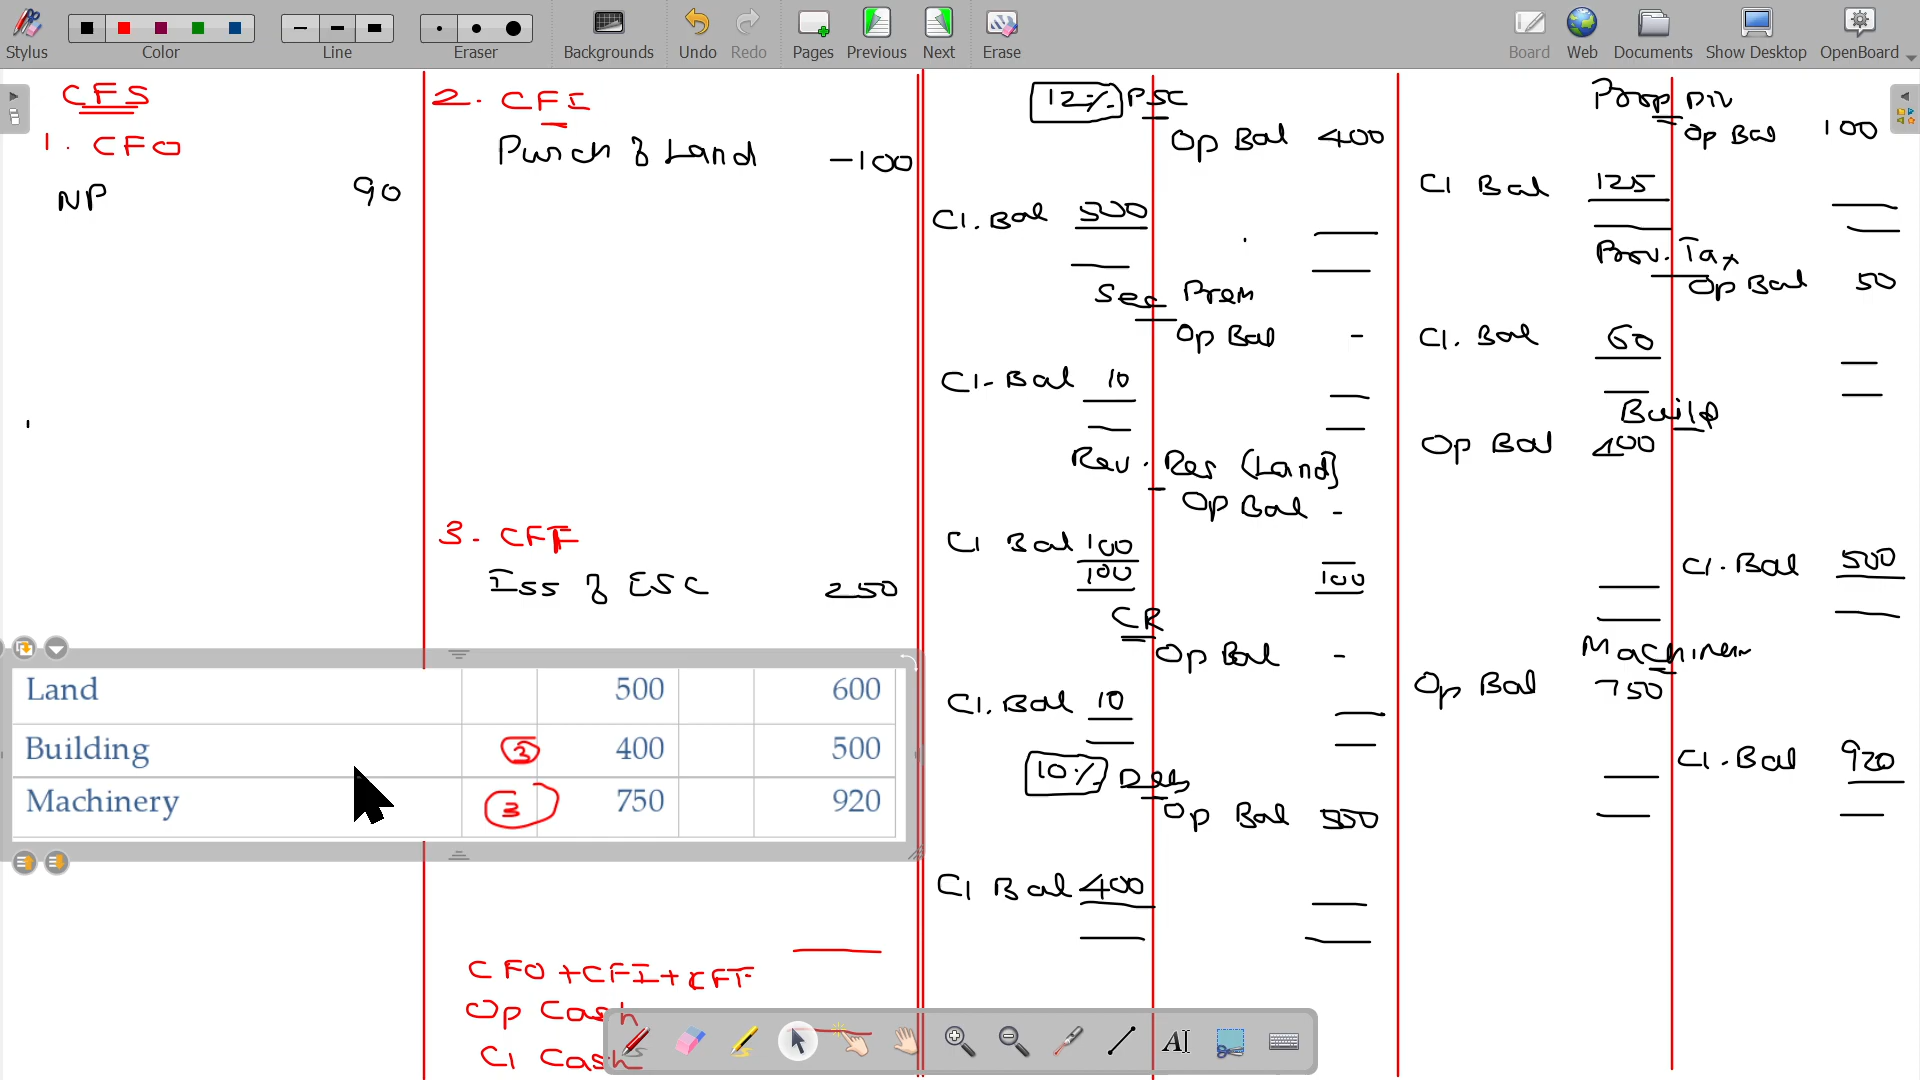 Stylus
Color
Line
Eraser
Backgrounds
Undo
Redo
Pages
Previous
Next
Erase
Board
Web
Documents
Show Desktop
OpenBoard
CFS
1. CFO
NP 90
2. CFI
Purch of Land -100
3. CFF
Iss of ESC 250
Land 500 600
Building 3 400 500
Machinery 3 750 920
CFO + CFI + CFF
Op Cash
Cl Cash
12% PSC
Op Bal 400
Cl. Bal 500
Sec Prem
Op Bal -
Cl. Bal 10
Rev. Res (Land)
Op Bal -
Cl Bal 100
100 100
CR
Op Bal -
Cl. Bal 10
10% Deb
Op Bal 500
Cl Bal 400
Prop Div
Op Bal 100
Cl Bal 125
Prov. Tax
Op Bal 50
Cl. Bal 60
Build
Op Bal 400
Cl. Bal 500
Machinery
Op Bal 750
Cl. Bal 920
AI